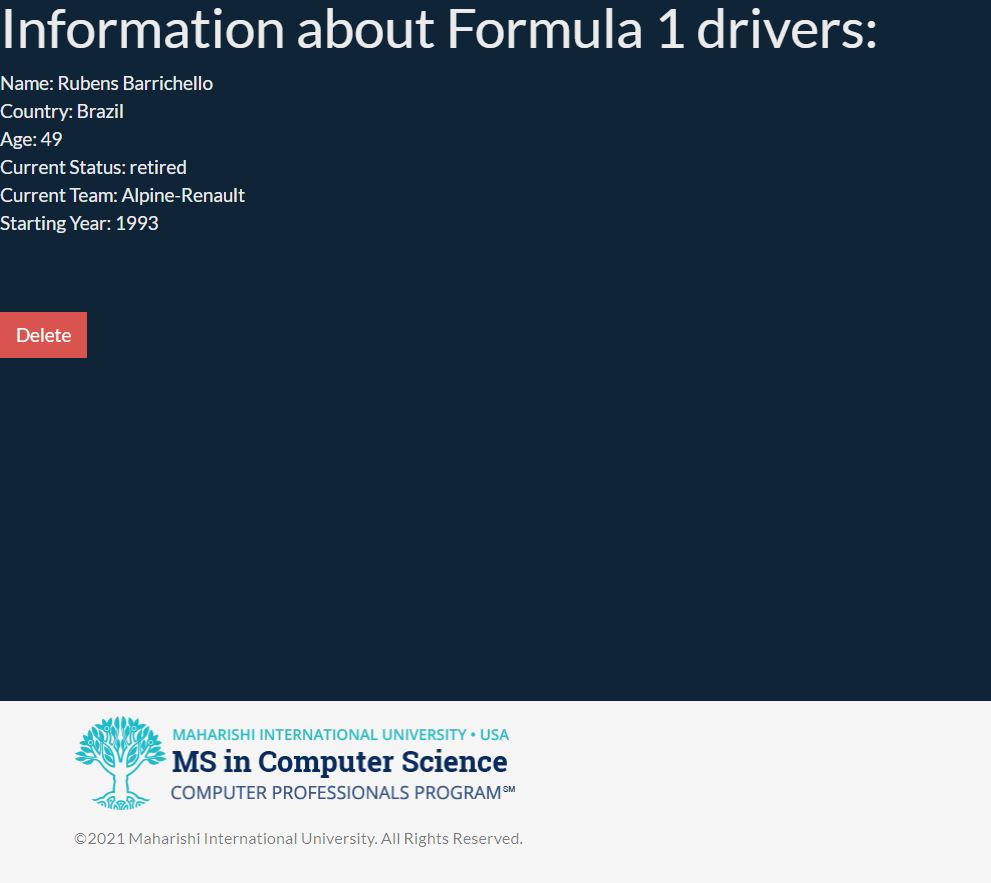 Information about Formula 1 drivers:
Name: Rubens Barrichello
Country: Brazil
Age: 49
Current Status: retired
Current Team: Alpine-Renault
Starting Year: 1993
Delete
MAHARISHI INTERNATIONAL UNIVERSITY • USA
MS in Computer Science
COMPUTER PROFESSIONALS PROGRAM℠
©2021 Maharishi International University. All Rights Reserved.